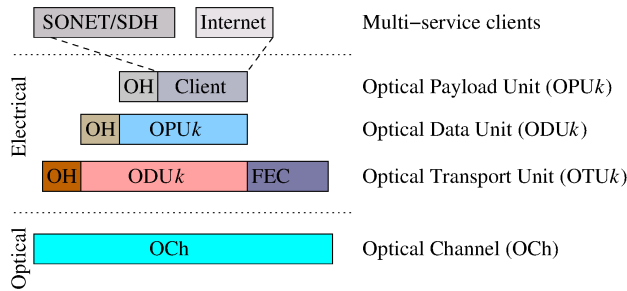 SONET/SDH Internet Multi−service clients
Electrical
OH Client Optical Payload Unit (OPUk)
OH OPUk Optical Data Unit (ODUk)
OH ODUk FEC Optical Transport Unit (OTUk)
Optical
OCh Optical Channel (OCh)